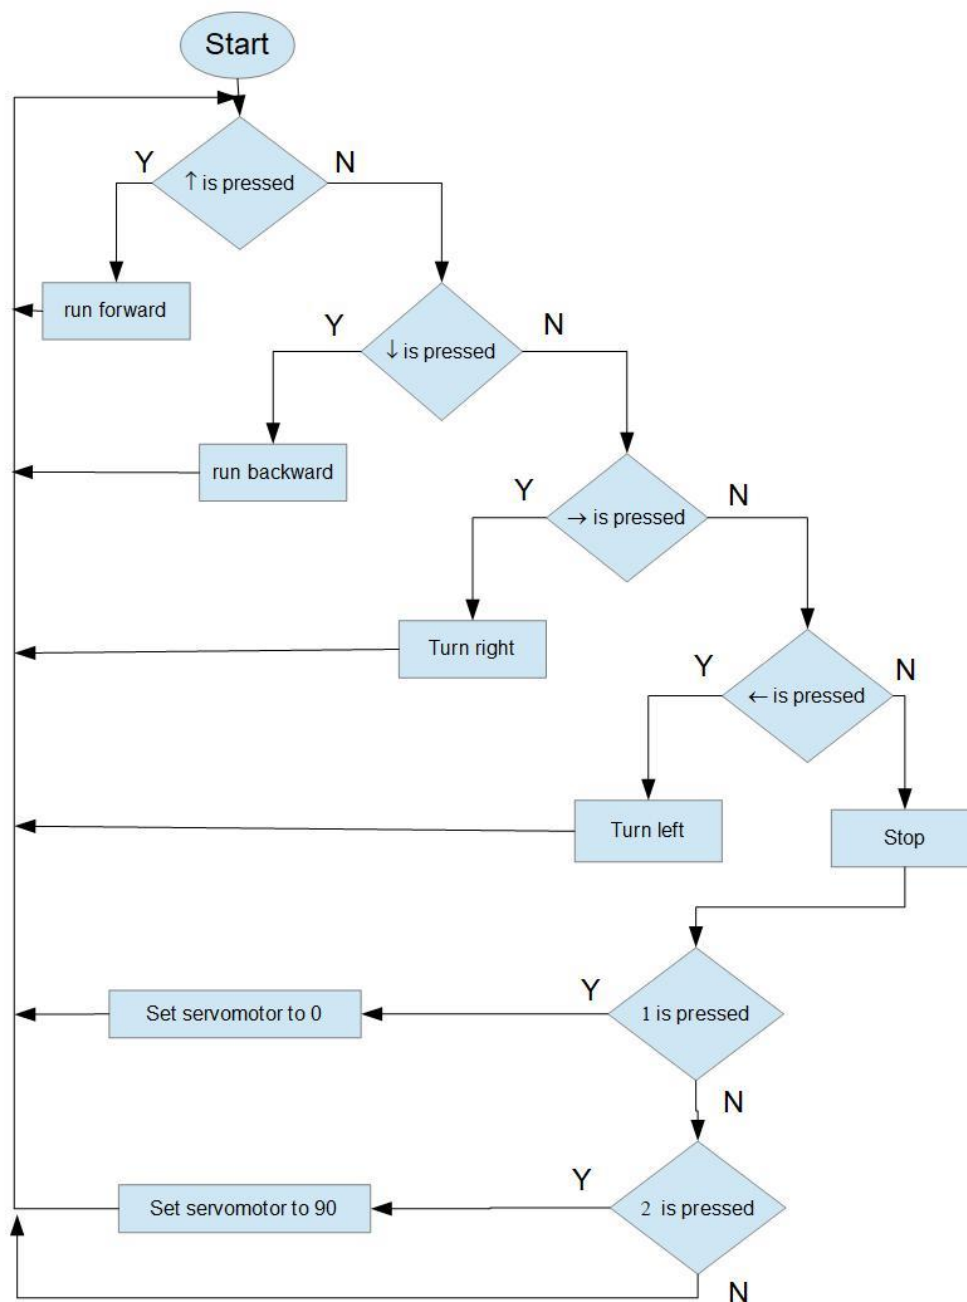 Start
Y
N
↑ is pressed
run forward
Y
N
↓ is pressed
run backward
Y
N
→ is pressed
Turn right
Y
N
← is pressed
Turn left
Stop
Y
Set servomotor to 0
1 is pressed
N
Y
Set servomotor to 90
2 is pressed
N